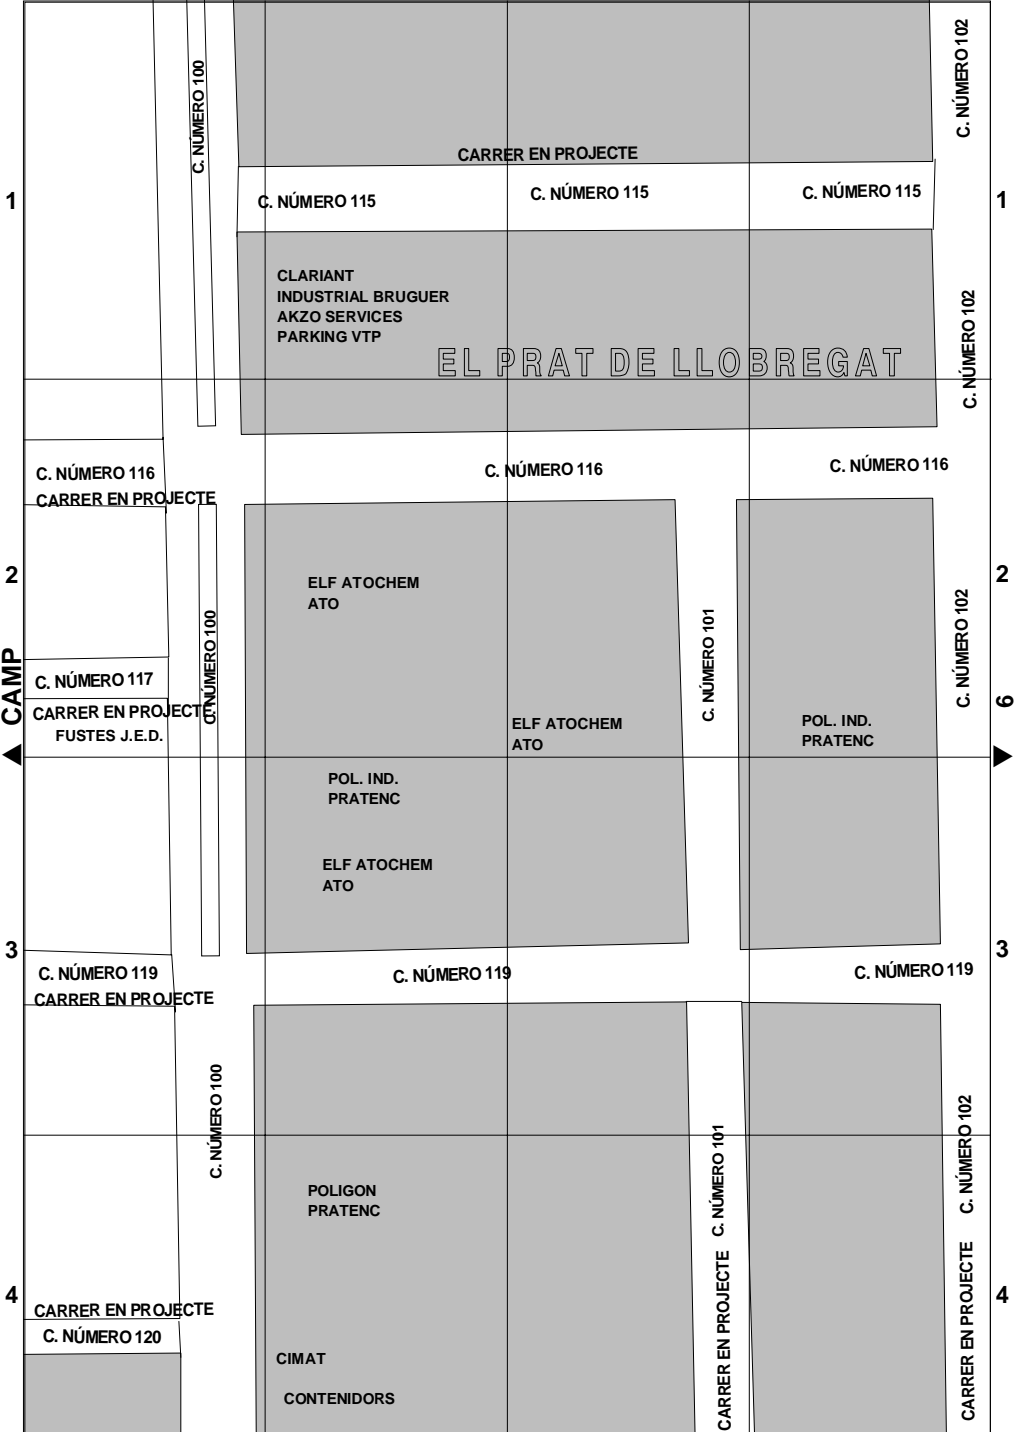 C. NÚMERO 102
C. NÚMERO 100
CARRER EN PROJECTE
1
C. NÚMERO 115
C. NÚMERO 115
C. NÚMERO 115
1
CLARIANT
INDUSTRIAL BRUGUER
AKZO SERVICES
PARKING VTP
C. NÚMERO 102
EL PRAT DE LLOBREGAT
C. NÚMERO 116
C. NÚMERO 116
C. NÚMERO 116
CARRER EN PROJECTE
2
ELF ATOCHEM
ATO
2
C. NÚMERO 100
C. NÚMERO 101
C. NÚMERO 102
CAMP
C. NÚMERO 117
CARRER EN PROJECTE
FUSTES J.E.D.
ELF ATOCHEM
ATO
POL. IND.
PRATENC
6
POL. IND.
PRATENC
ELF ATOCHEM
ATO
3
3
C. NÚMERO 119
C. NÚMERO 119
C. NÚMERO 119
CARRER EN PROJECTE
C. NÚMERO 100
C. NÚMERO 101
C. NÚMERO 102
POLIGON
PRATENC
4
CARRER EN PROJECTE
CARRER EN PROJECTE
4
CARRER EN PROJECTE
C. NÚMERO 120
CIMAT
CONTENIDORS